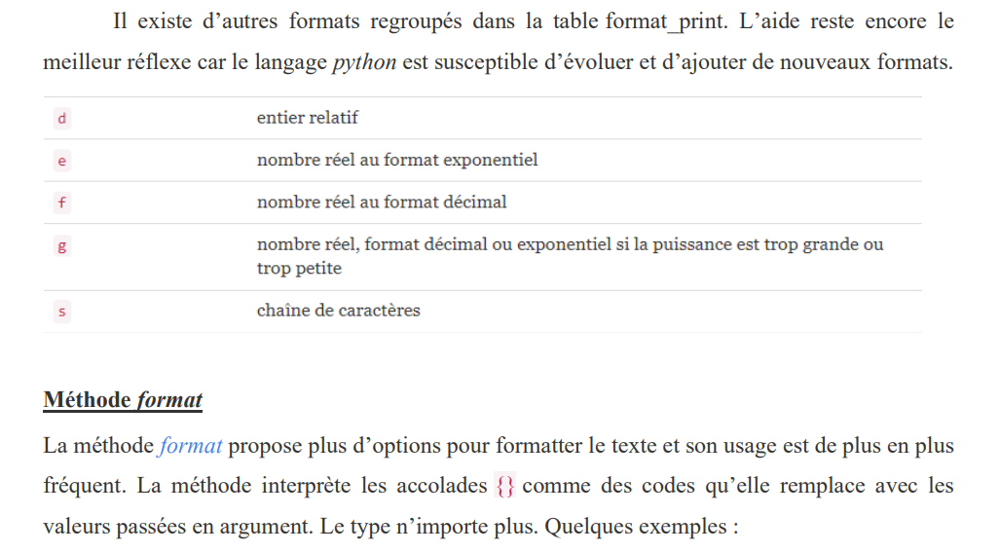 Il existe d’autres formats regroupés dans la table format_print. L’aide reste encore le
meilleur réflexe car le langage python est susceptible d’évoluer et d’ajouter de nouveaux formats.
d entier relatif
e nombre réel au format exponentiel
f nombre réel au format décimal
g nombre réel, format décimal ou exponentiel si la puissance est trop grande ou
trop petite
s chaîne de caractères
Méthode format
La méthode format propose plus d’options pour formatter le texte et son usage est de plus en plus
fréquent. La méthode interprète les accolades {} comme des codes qu’elle remplace avec les
valeurs passées en argument. Le type n’importe plus. Quelques exemples :